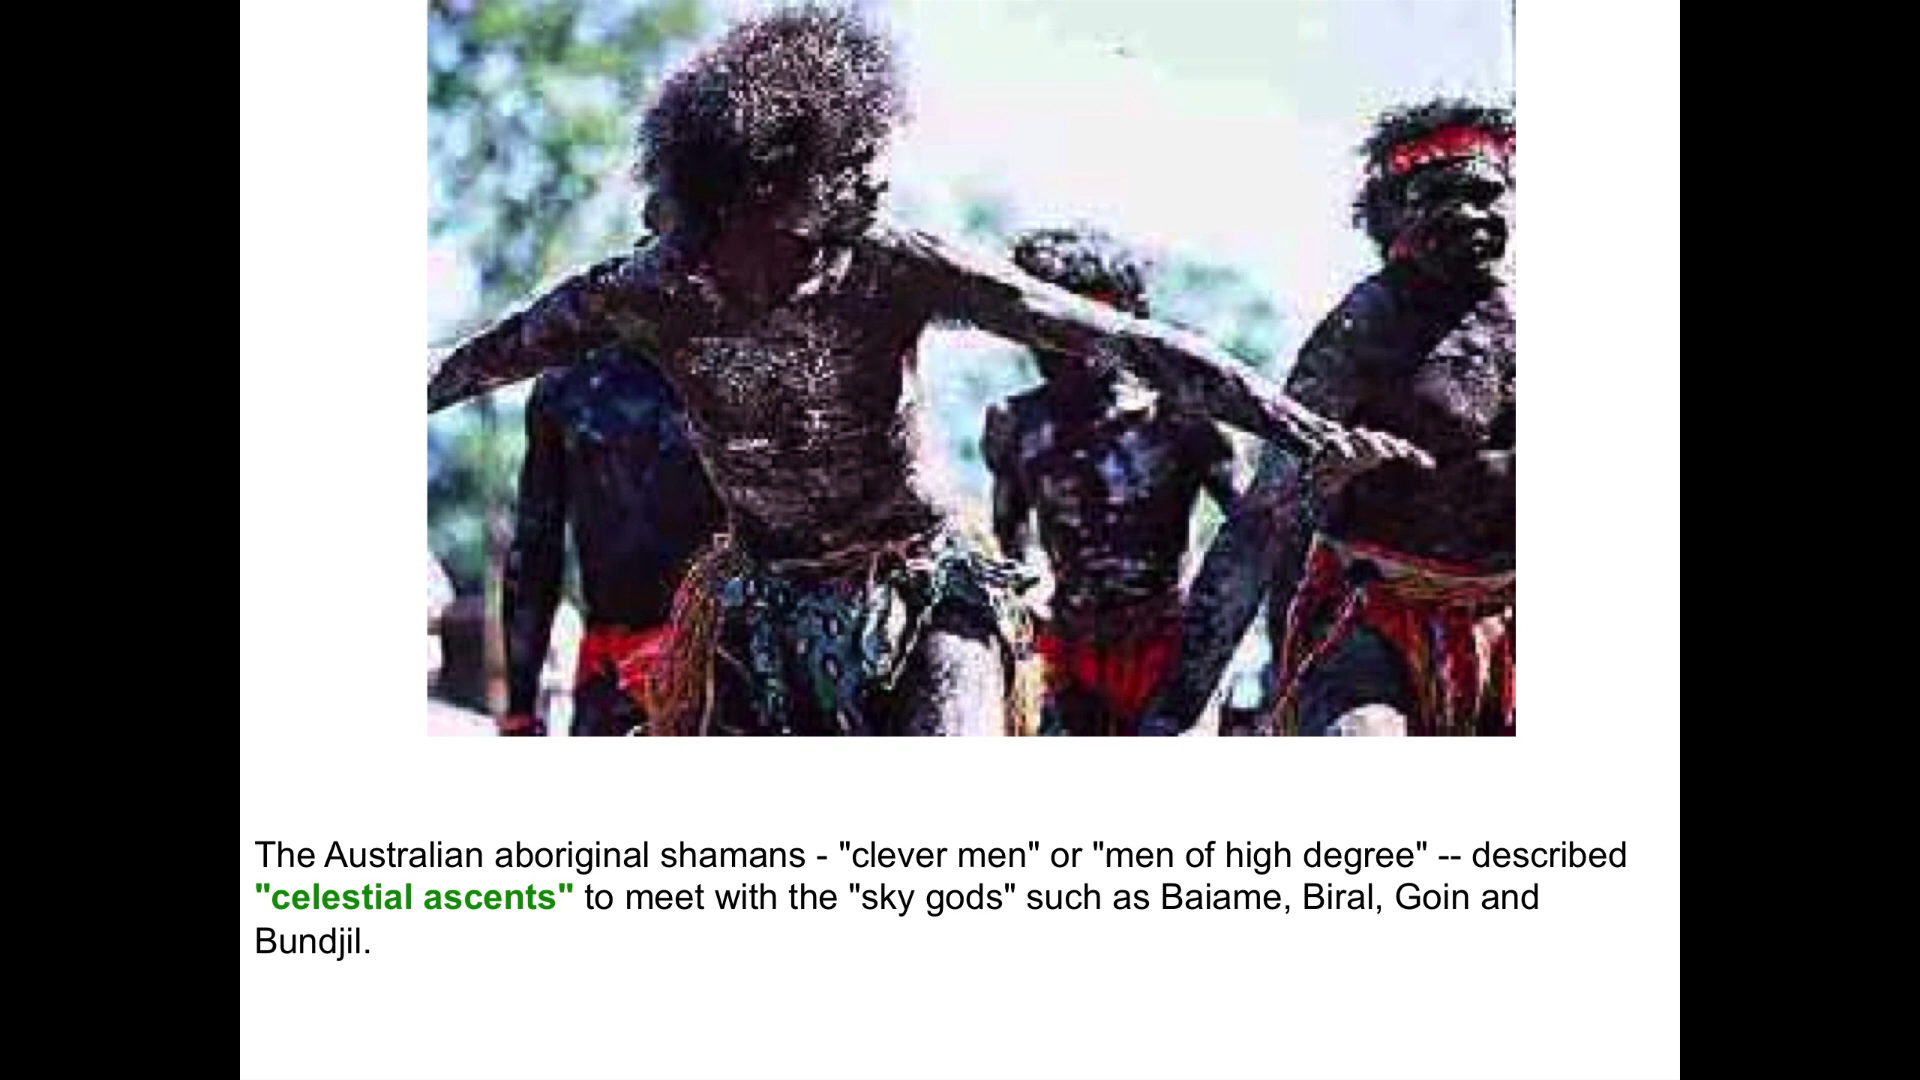 The Australian aboriginal shamans - "clever men" or "men of high degree" -- described
"celestial ascents" to meet with the "sky gods" such as Baiame, Biral, Goin and
Bundjil.